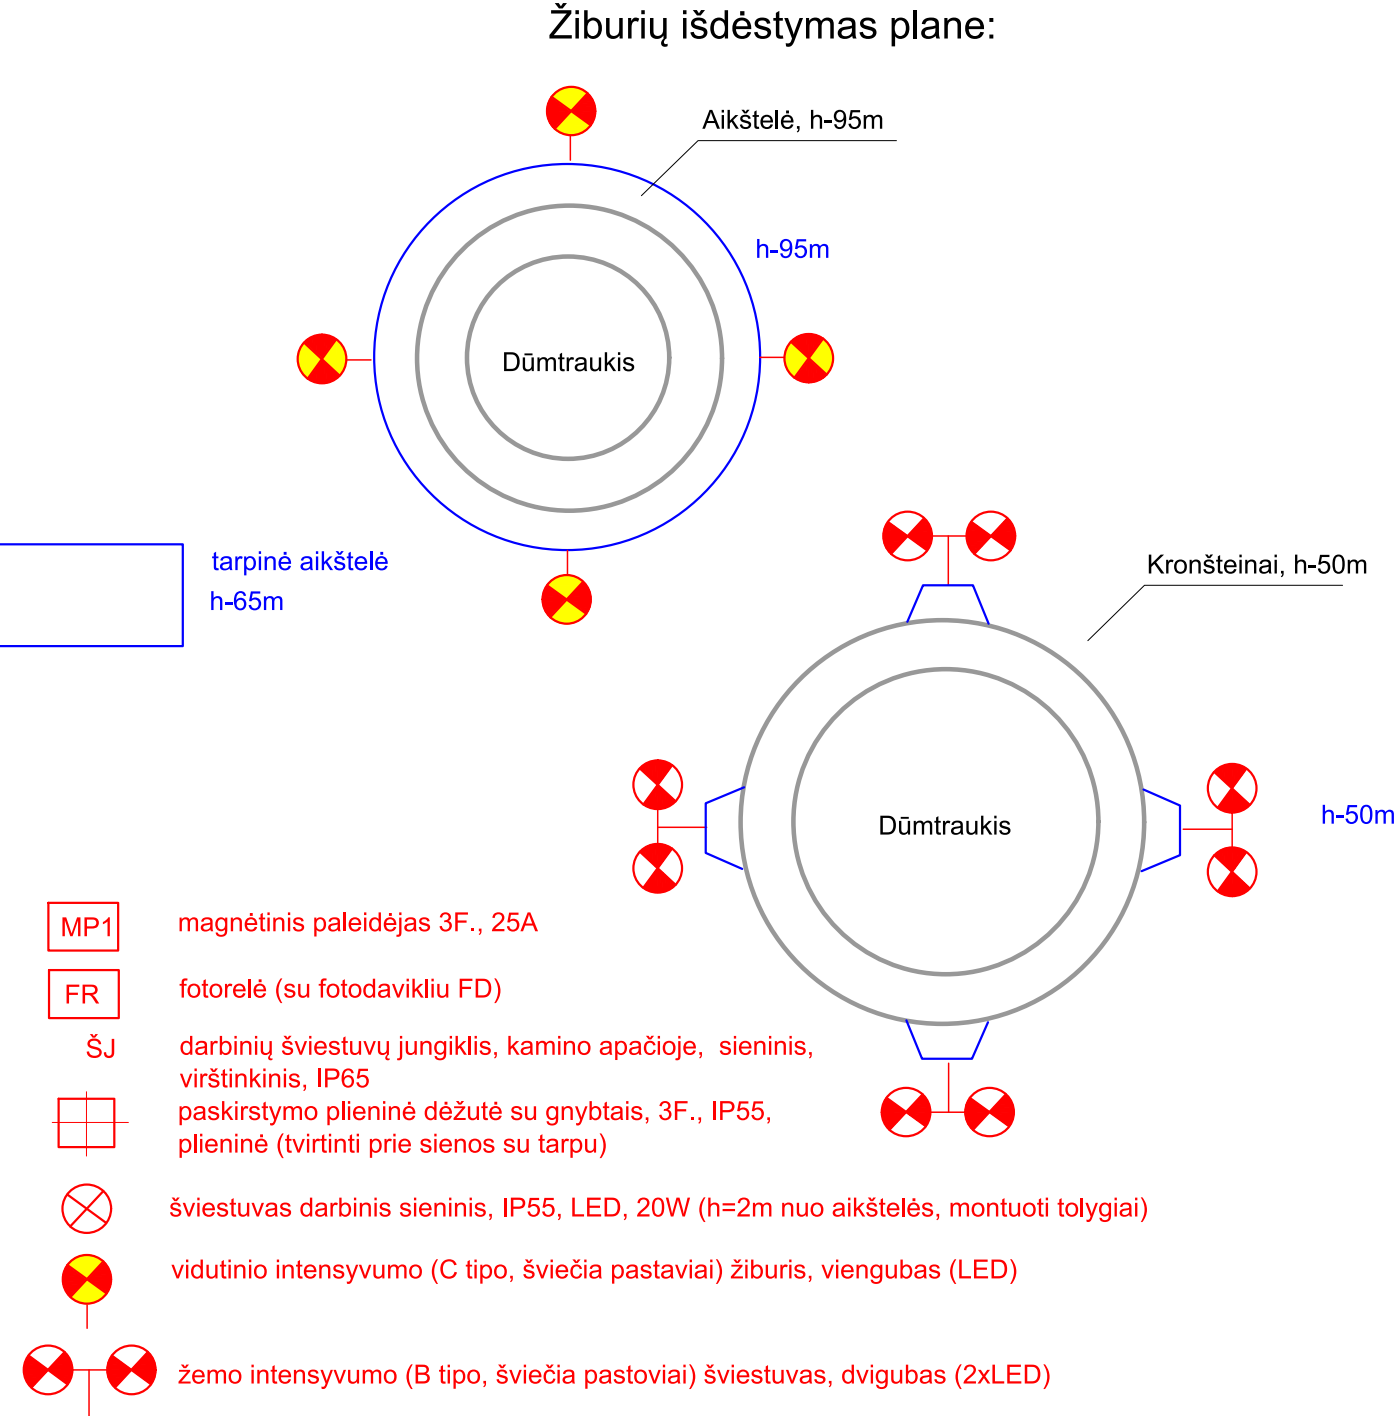 Žiburių išdėstymas plane:
Aikštelė, h-95m
h-95m
Dūmtraukis
tarpinė aikštelė
h-65m
Kronšteinai, h-50m
Dūmtraukis
h-50m
MP1 magnėtinis paleidėjas 3F., 25A
FR fotorelė (su fotodavikliu FD)
ŠJ darbinių šviestuvų jungiklis, kamino apačioje, sieninis,
virštinkinis, IP65
paskirstymo plieninė dėžutė su gnybtais, 3F., IP55,
plieninė (tvirtinti prie sienos su tarpu)
šviestuvas darbinis sieninis, IP55, LED, 20W (h=2m nuo aikštelės, montuoti tolygiai)
vidutinio intensyvumo (C tipo, šviečia pastaviai) žiburis, viengubas (LED)
žemo intensyvumo (B tipo, šviečia pastoviai) šviestuvas, dvigubas (2xLED)